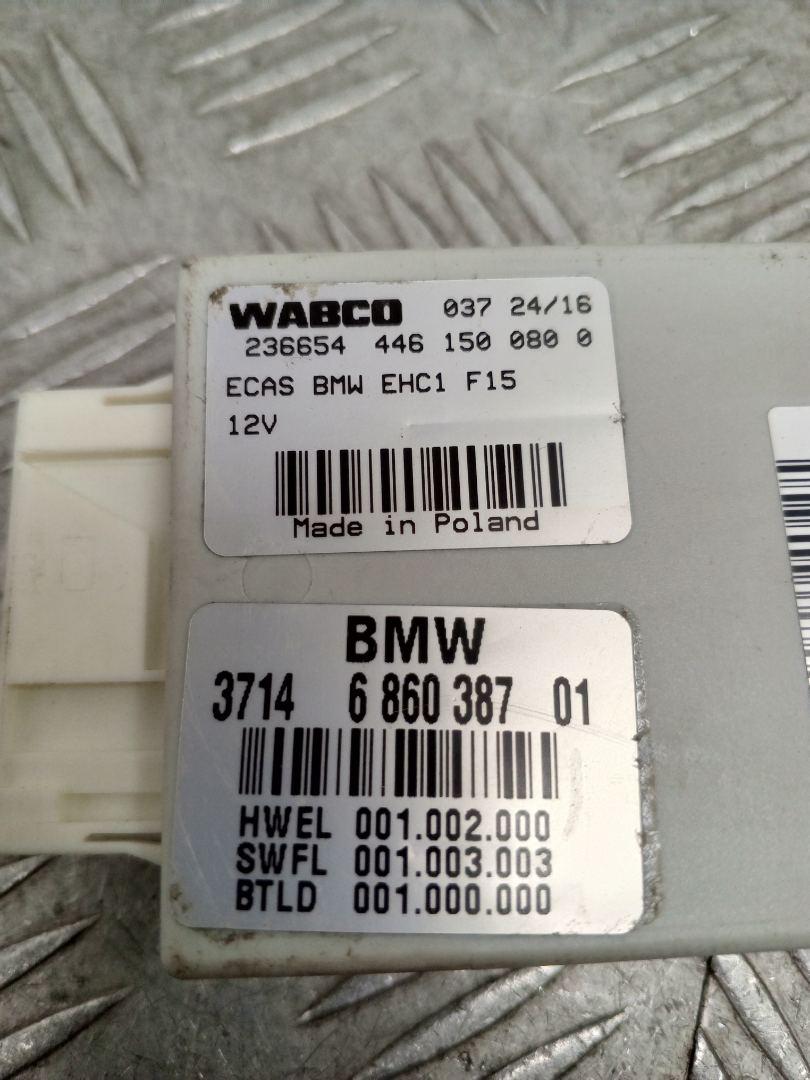 WABCO 037 24/16
236654 446 150 080 0
ECAS BMW EHC1 F15
12V
Made in Poland
BMW
3714 6 860 387 01
HWEL 001.002.000
SWFL 001.003.003
BTLD 001.000.000